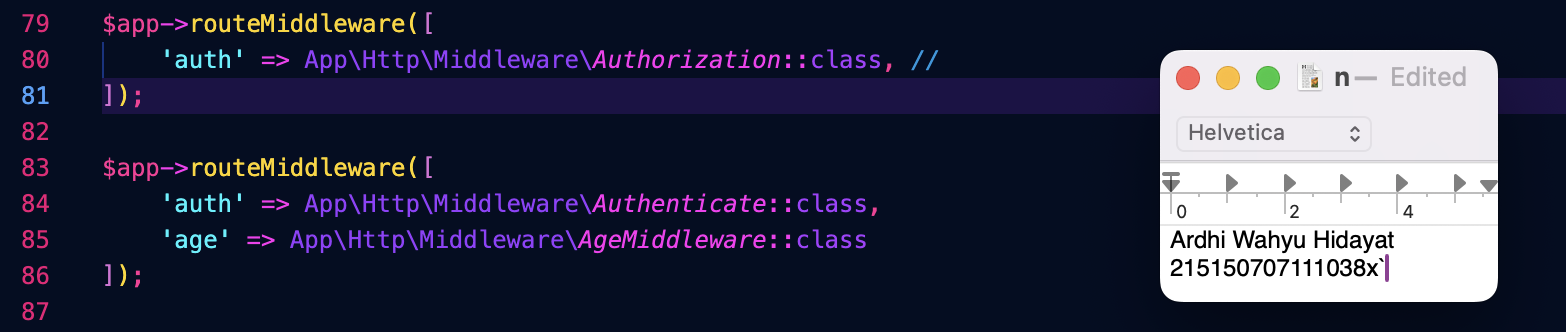 79 $app->routeMiddleware([
80     'auth' => App\Http\Middleware\Authorization::class, //
81 ]);
82
83 $app->routeMiddleware([
84     'auth' => App\Http\Middleware\Authenticate::class,
85     'age' => App\Http\Middleware\AgeMiddleware::class
86 ]);
87
n — Edited
Helvetica
0 2 4
Ardhi Wahyu Hidayat
215150707111038x`